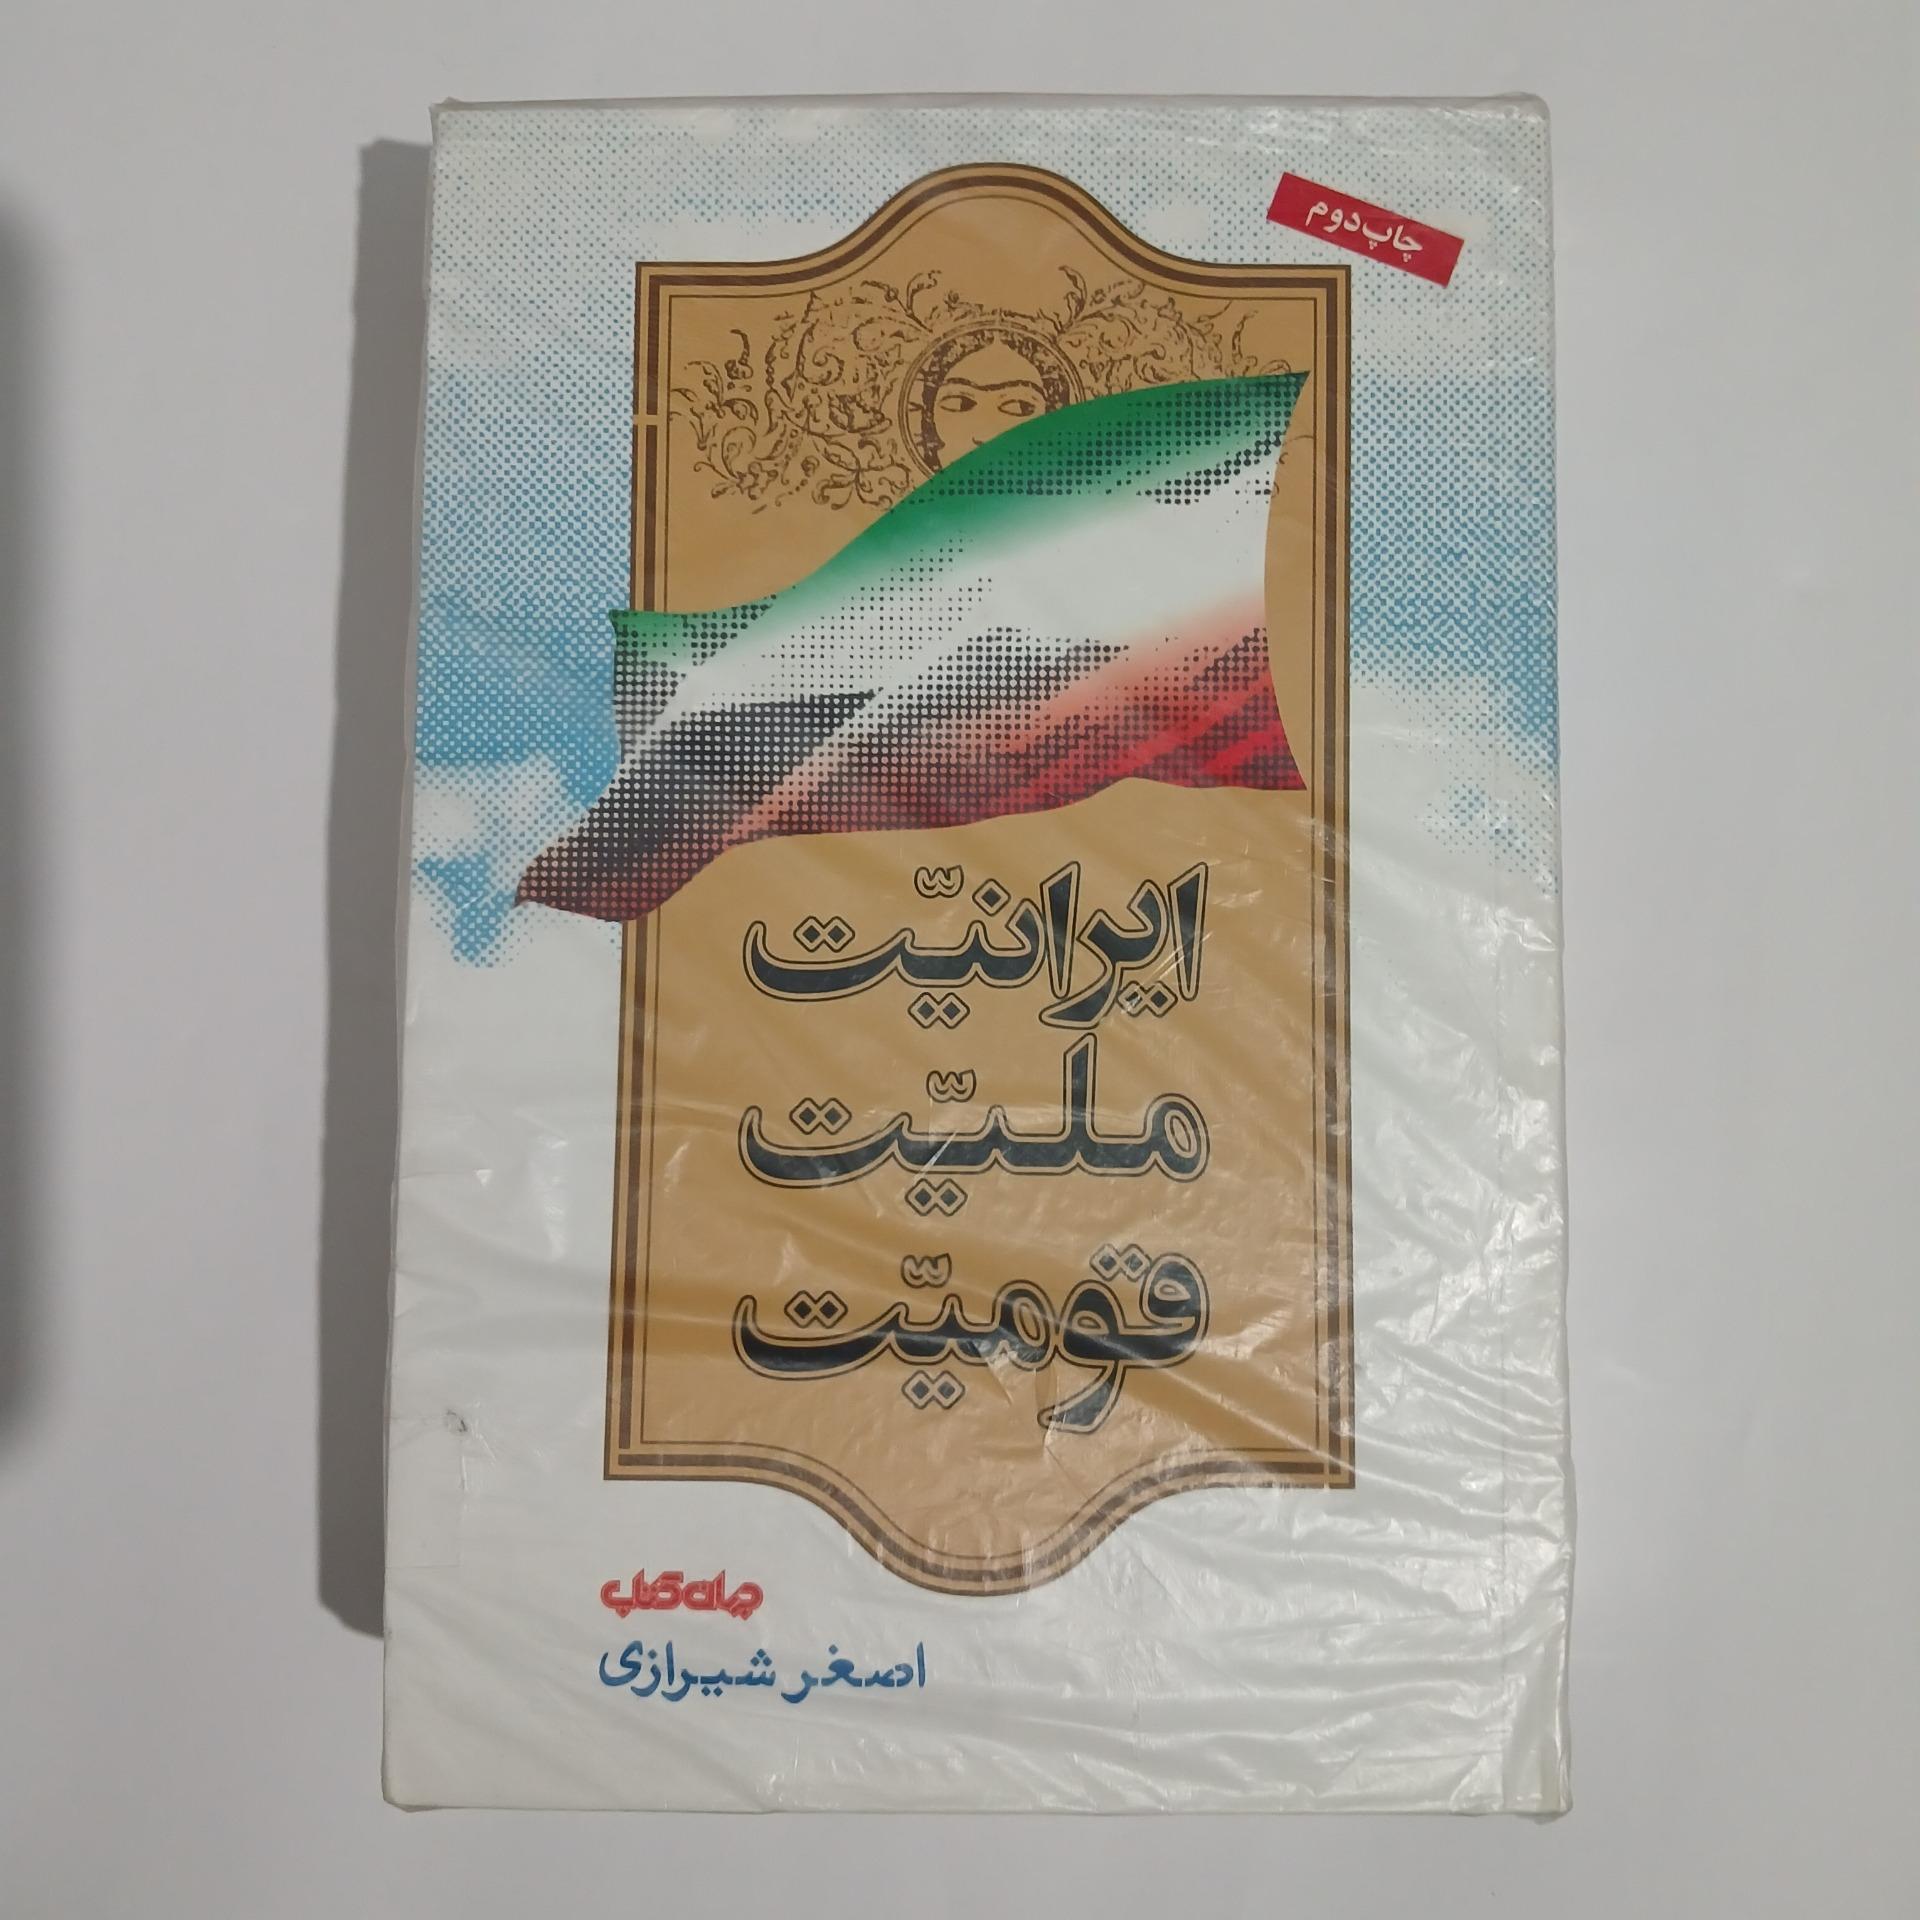 چاپ دوم
ایرانیّت
ملیّت
قومیّت
جهان کتاب
اصغر شیرازی